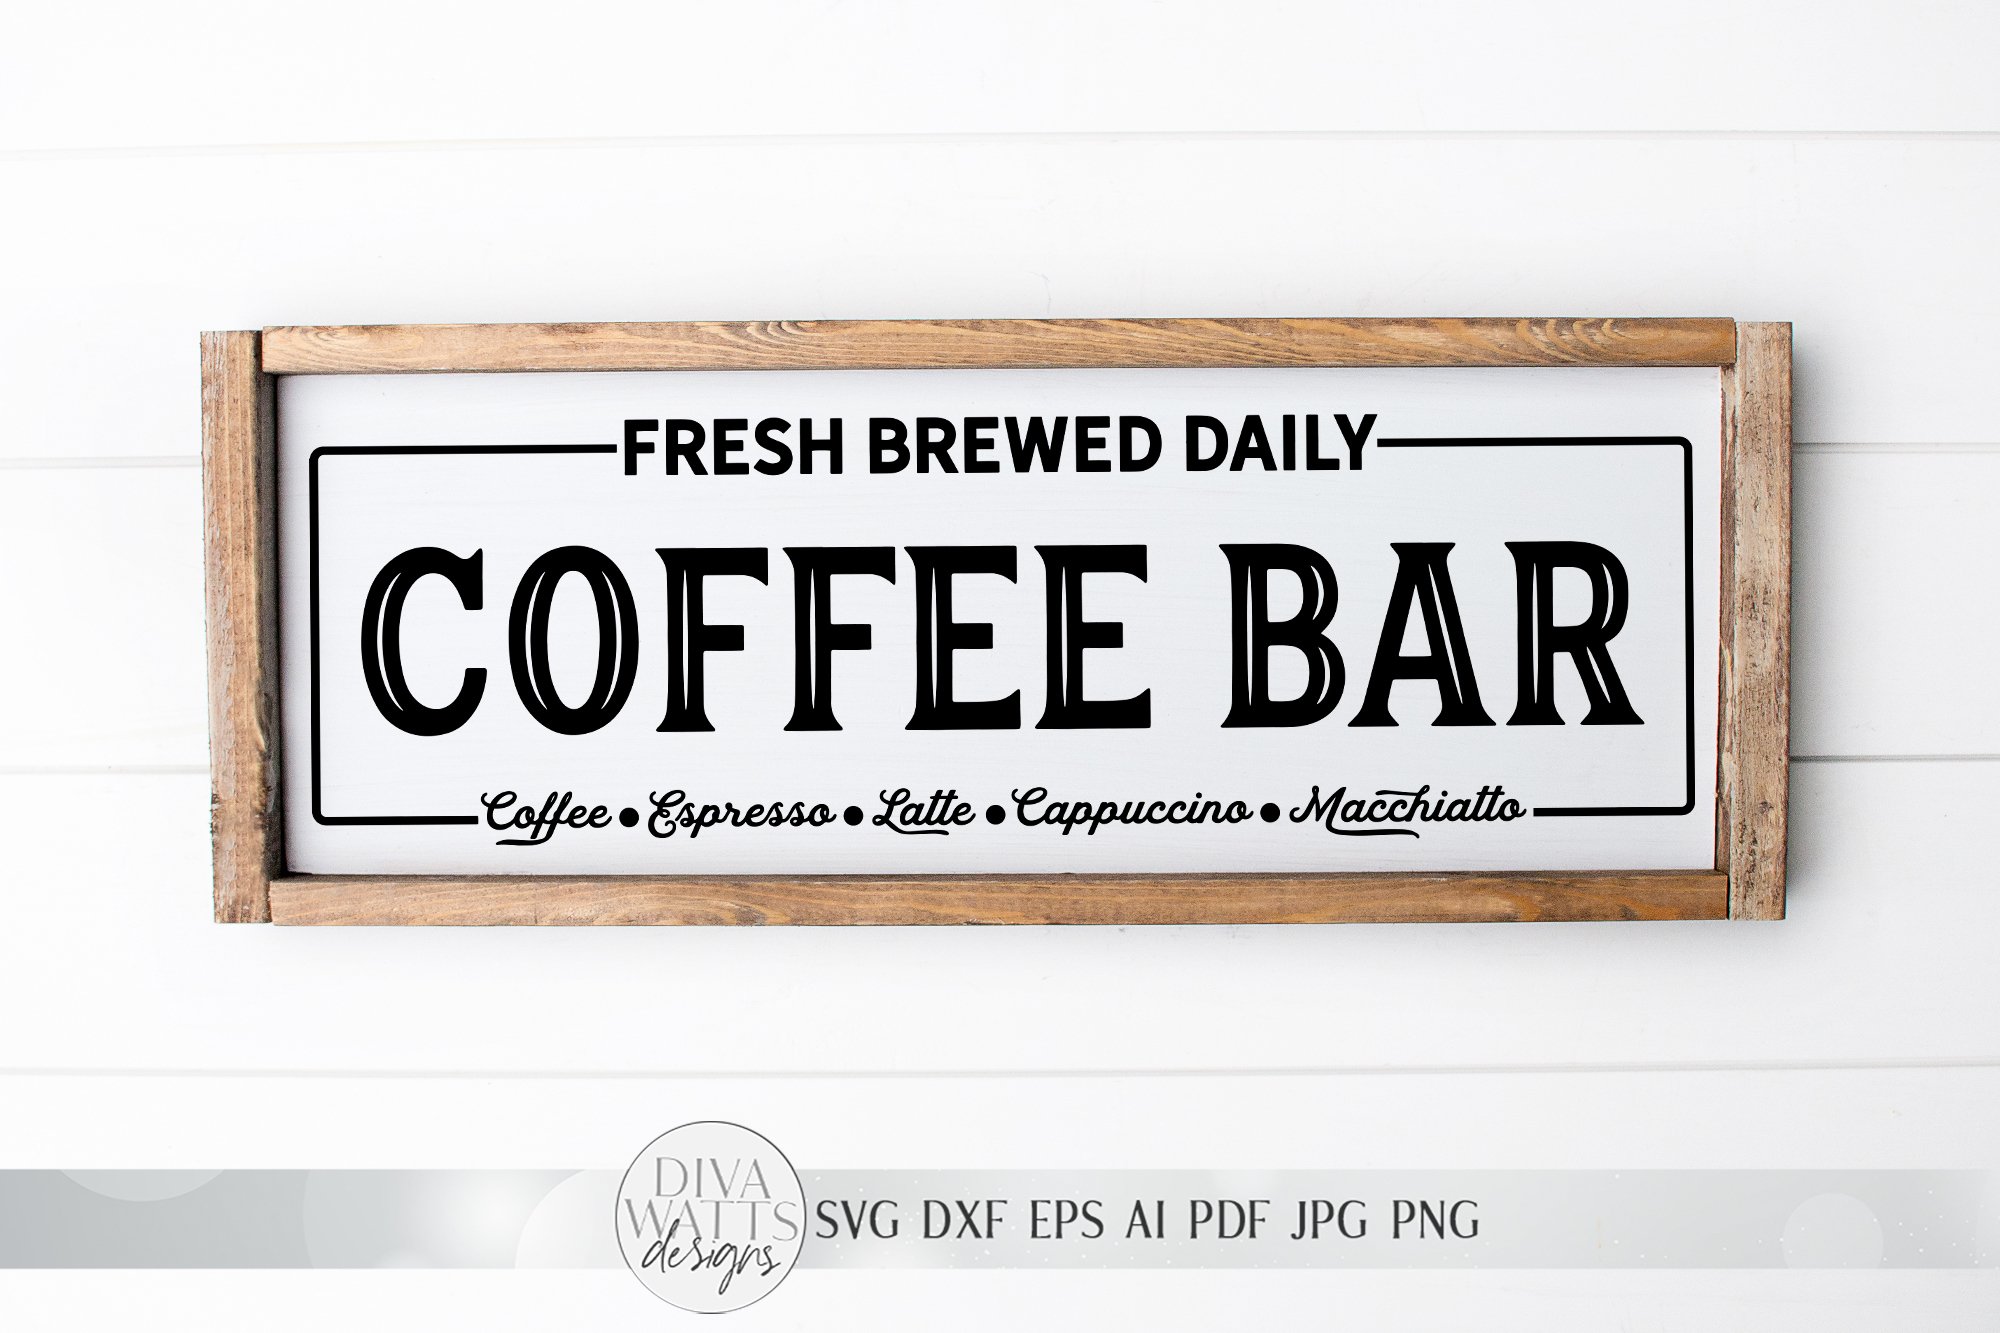 FRESH BREWED DAILY
COFFEE BAR
Coffee • Espresso • Latte • Cappuccino • Macchiatto
DIVA
WATTS
designs
SVG DXF EPS AI PDF JPG PNG